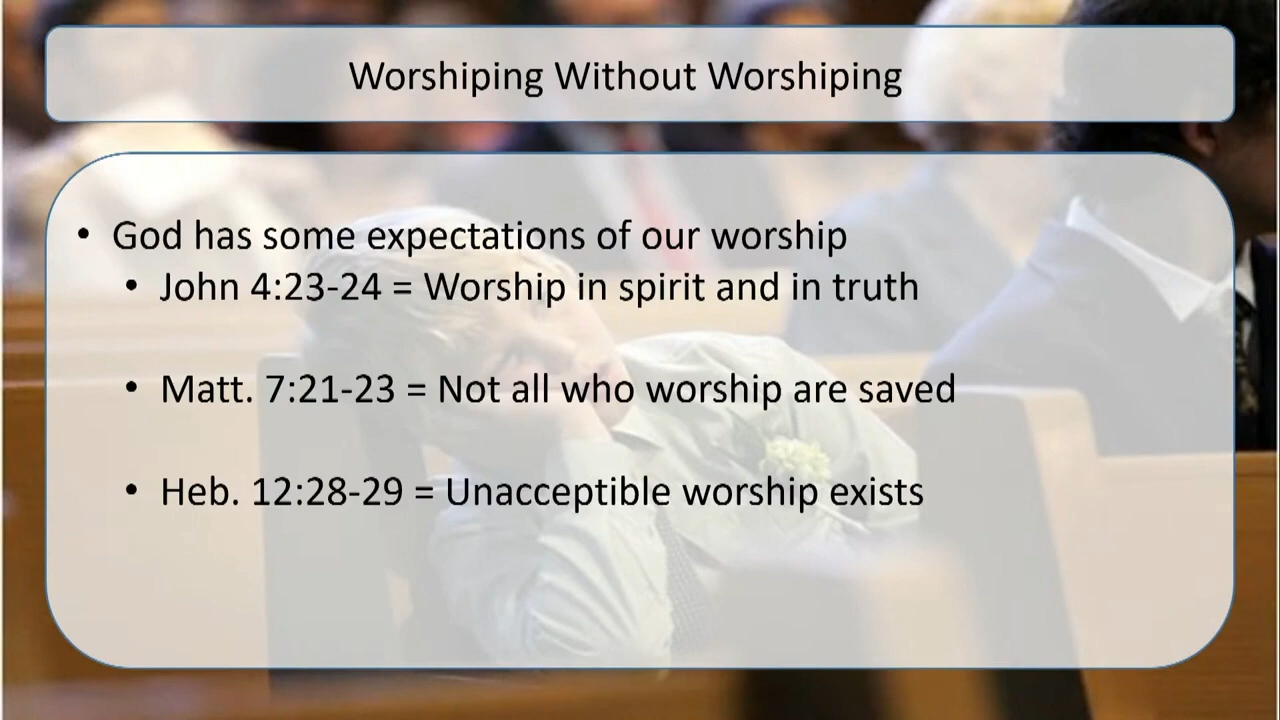 Worshiping Without Worshiping
• God has some expectations of our worship
• John 4:23-24 = Worship in spirit and in truth
• Matt. 7:21-23 = Not all who worship are saved
• Heb. 12:28-29 = Unacceptible worship exists